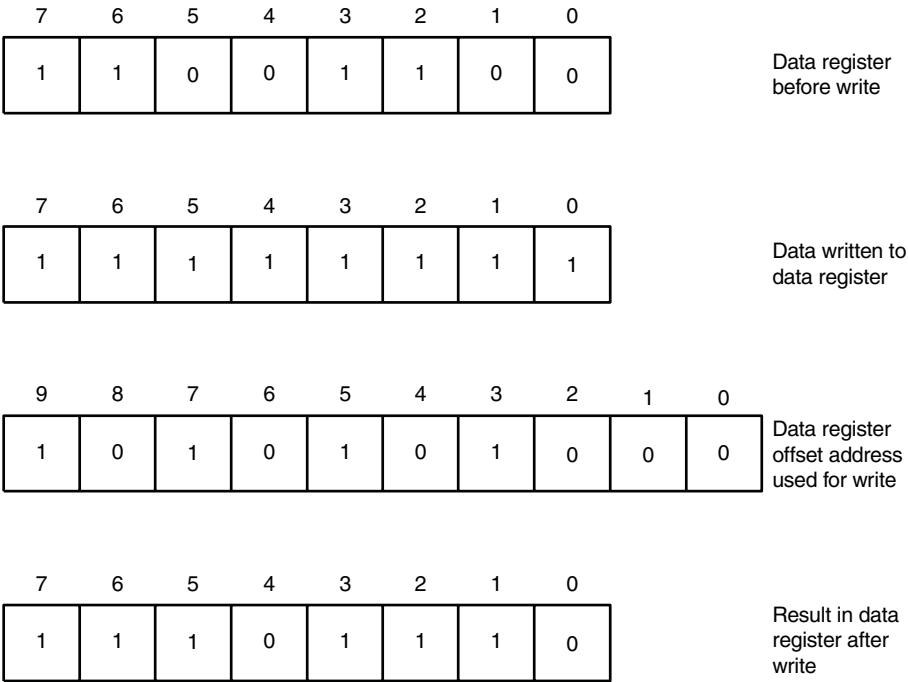 7 6 5 4 3 2 1 0
1 1 0 0 1 1 0 0
Data register
before write
7 6 5 4 3 2 1 0
1 1 1 1 1 1 1 1
Data written to
data register
9 8 7 6 5 4 3 2 1 0
1 0 1 0 1 0 1 0 0 0
Data register
offset address
used for write
7 6 5 4 3 2 1 0
1 1 1 0 1 1 1 0
Result in data
register after
write